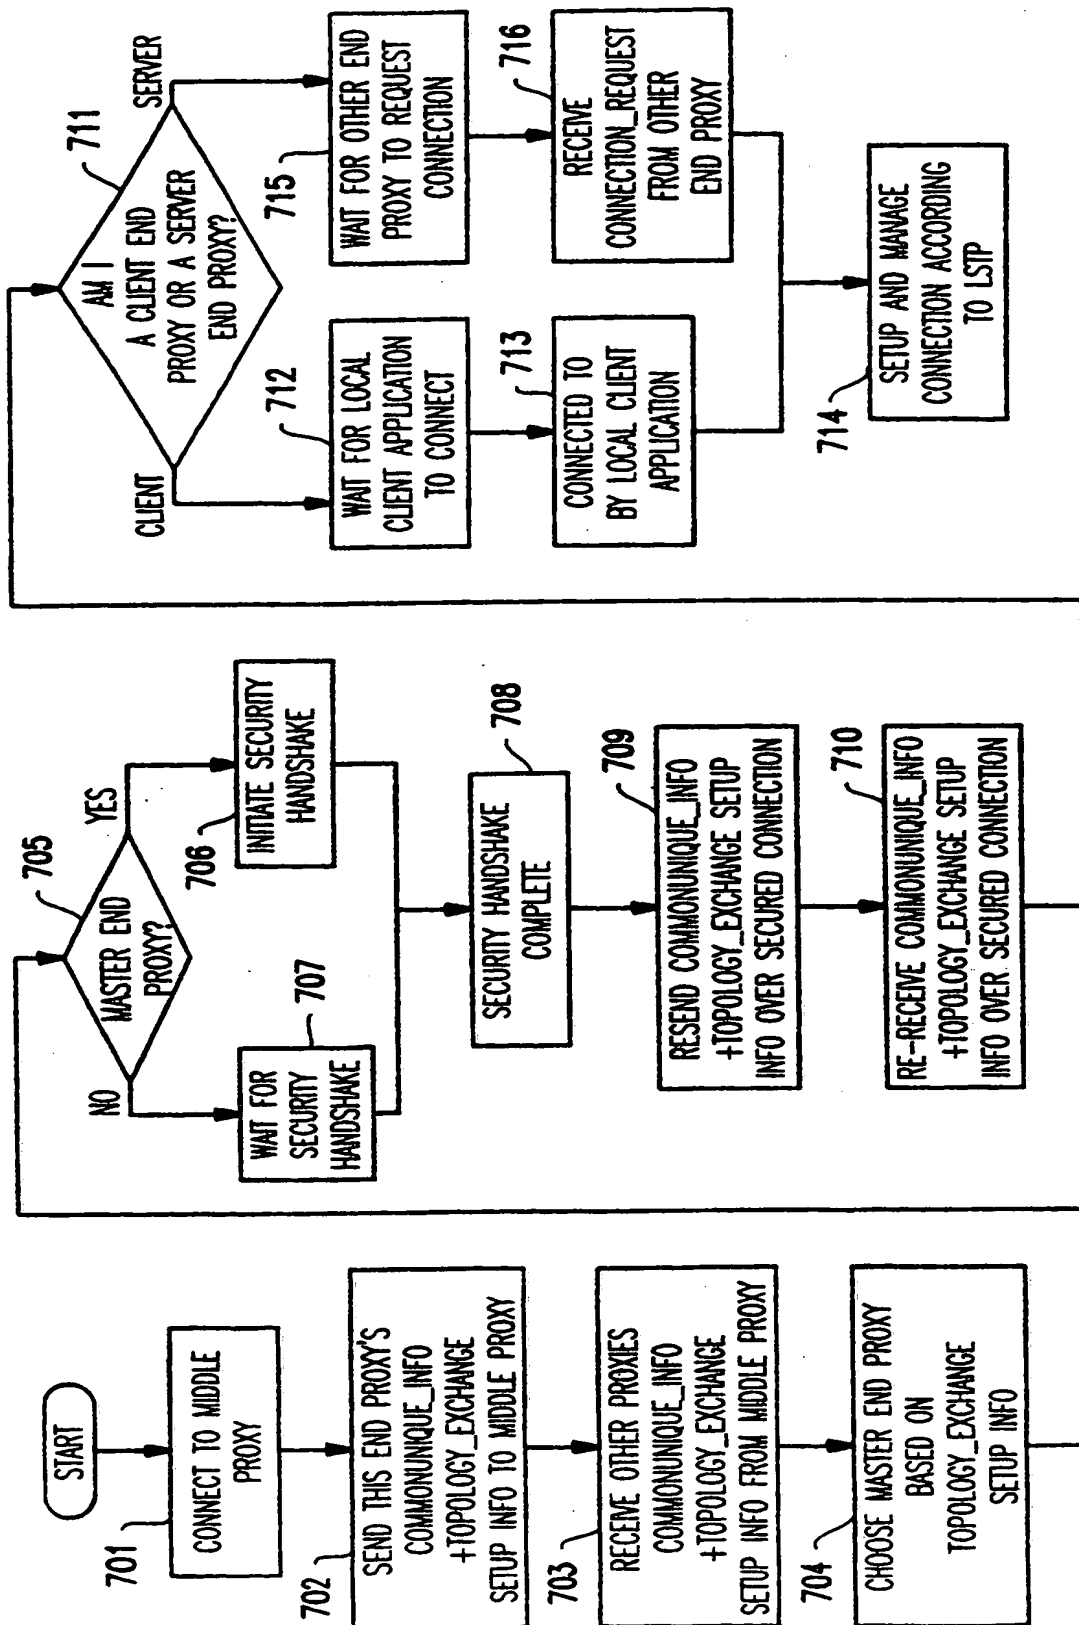 START
701
CONNECT TO MIDDLE
PROXY
702
SEND THIS END PROXY'S
COMMONUNIQUE_INFO
+TOPOLOGY_EXCHANGE
SETUP INFO TO MIDDLE PROXY
703
RECEIVE OTHER PROXIES
COMMONUNIQUE_INFO
+TOPOLOGY_EXCHANGE
SETUP INFO FROM MIDDLE PROXY
704
CHOOSE MASTER END PROXY
BASED ON
TOPOLOGY_EXCHANGE
SETUP INFO
705
MASTER END
PROXY?
NO
YES
707
WAIT FOR
SECURITY
HANDSHAKE
706
INITIATE SECURITY
HANDSHAKE
708
SECURITY HANDSHAKE
COMPLETE
709
RESEND COMMONUNIQUE_INFO
+TOPOLOGY_EXCHANGE SETUP
INFO OVER SECURED CONNECTION
710
RE-RECEIVE COMMONUNIQUE_INFO
+TOPOLOGY_EXCHANGE SETUP
INFO OVER SECURED CONNECTION
711
AM I
A CLIENT END
PROXY OR A SERVER
END PROXY?
CLIENT
SERVER
712
WAIT FOR LOCAL
CLIENT APPLICATION
TO CONNECT
713
CONNECTED TO
BY LOCAL CLIENT
APPLICATION
715
WAIT FOR OTHER END
PROXY TO REQUEST
CONNECTION
716
RECEIVE
CONNECTION_REQUEST
FROM OTHER
END PROXY
714
SETUP AND MANAGE
CONNECTION ACCORDING
TO LSTP